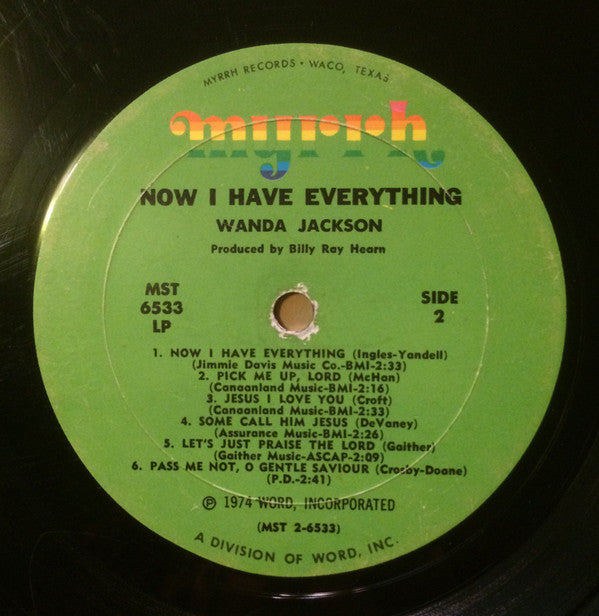 MYRRH RECORDS • WACO, TEXAS
myrrh
NOW I HAVE EVERYTHING
WANDA JACKSON
Produced by Billy Ray Hearn
MST
6533
LP
SIDE
2
1. NOW I HAVE EVERYTHING (Ingles-Yandell)
(Jimmie Davis Music Co.-BMI-2:33)
2. PICK ME UP, LORD (McHan)
(Canaanland Music-BMI-2:16)
3. JESUS I LOVE YOU (Croft)
(Canaanland Music-BMI-2:33)
4. SOME CALL HIM JESUS (DeVaney)
(Assurance Music-BMI-2:26)
5. LET'S JUST PRAISE THE LORD (Gaither)
(Gaither Music-ASCAP-2:09)
6. PASS ME NOT, O GENTLE SAVIOUR (Crosby-Doane)
(P.D.-2:41)
℗ 1974 WORD, INCORPORATED
(MST 2-6533)
A DIVISION OF WORD, INC.